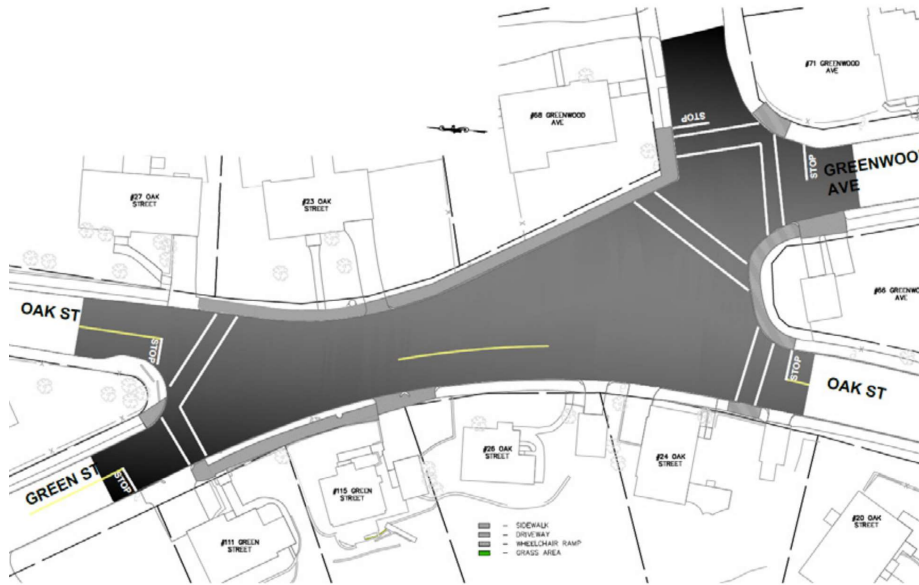 #71 GREENWOOD
AVE
#68 GREENWOOD
AVE
STOP
STOP
GREENWOOD
AVE
#27 OAK
STREET
#23 OAK
STREET
#66 GREENWOOD
AVE
OAK ST
STOP
STOP
OAK ST
GREEN ST
STOP
#26 OAK
STREET
#24 OAK
STREET
#115 GREEN
STREET
#111 GREEN
STREET
#20 OAK
STREET
- SIDEWALK
- DRIVEWAY
- WHEELCHAIR RAMP
- GRASS AREA